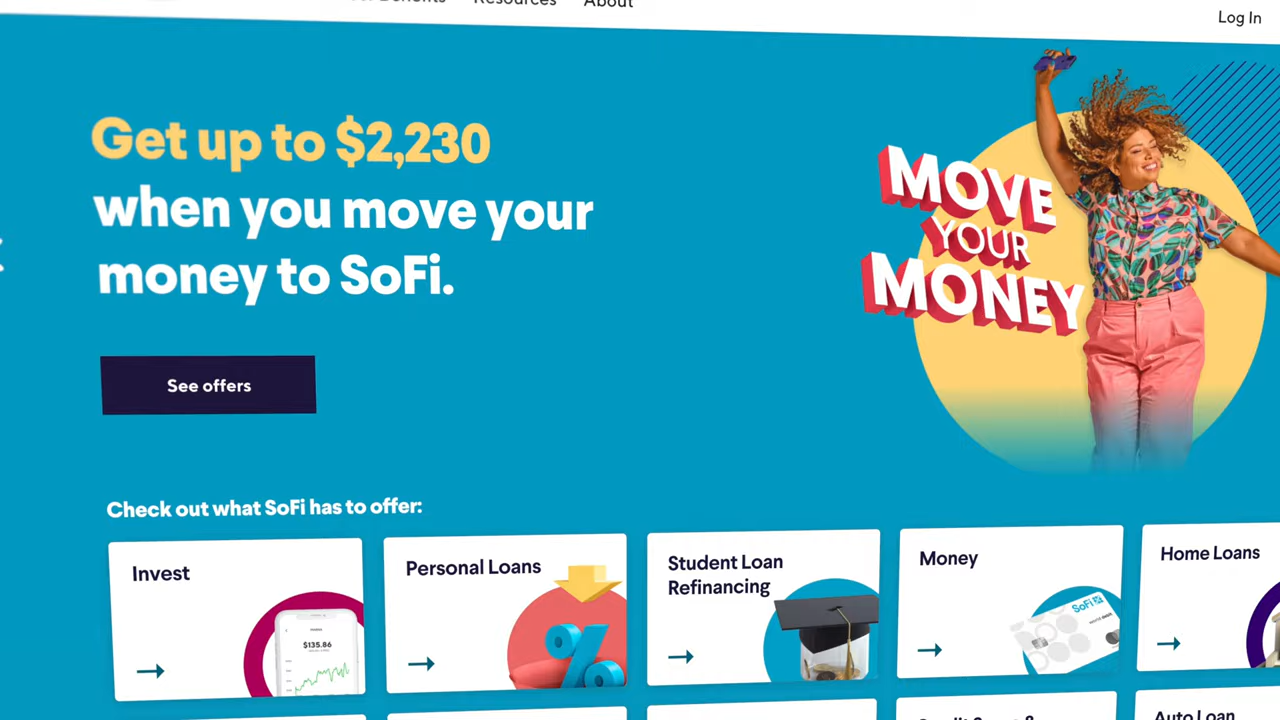 Benefits
Resources
About
Log In
Get up to $2,230
when you move your
money to SoFi.
MOVE
YOUR
MONEY
See offers
Check out what SoFi has to offer:
Invest
$135.86
Personal Loans
%
Student Loan
Refinancing
Money
SoFi
Home Loans
Auto Loan